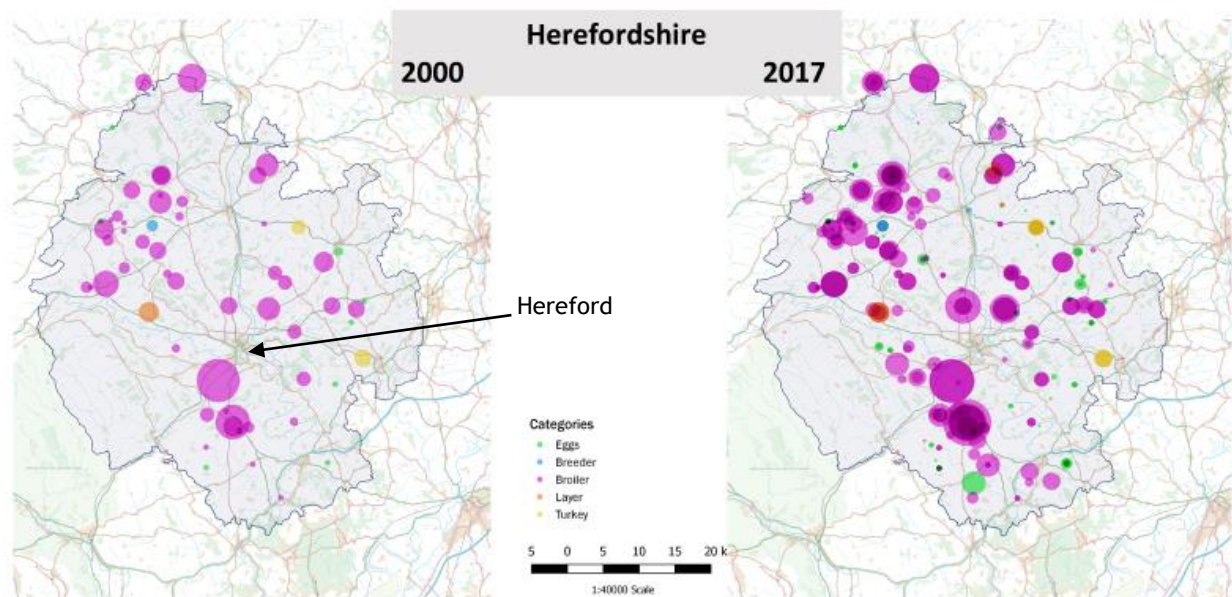 Herefordshire
2000 2017
Hereford
Categories
Eggs
Breeder
Broiler
Layer
Turkey
5 0 5 10 15 20 k
1:40000 Scale